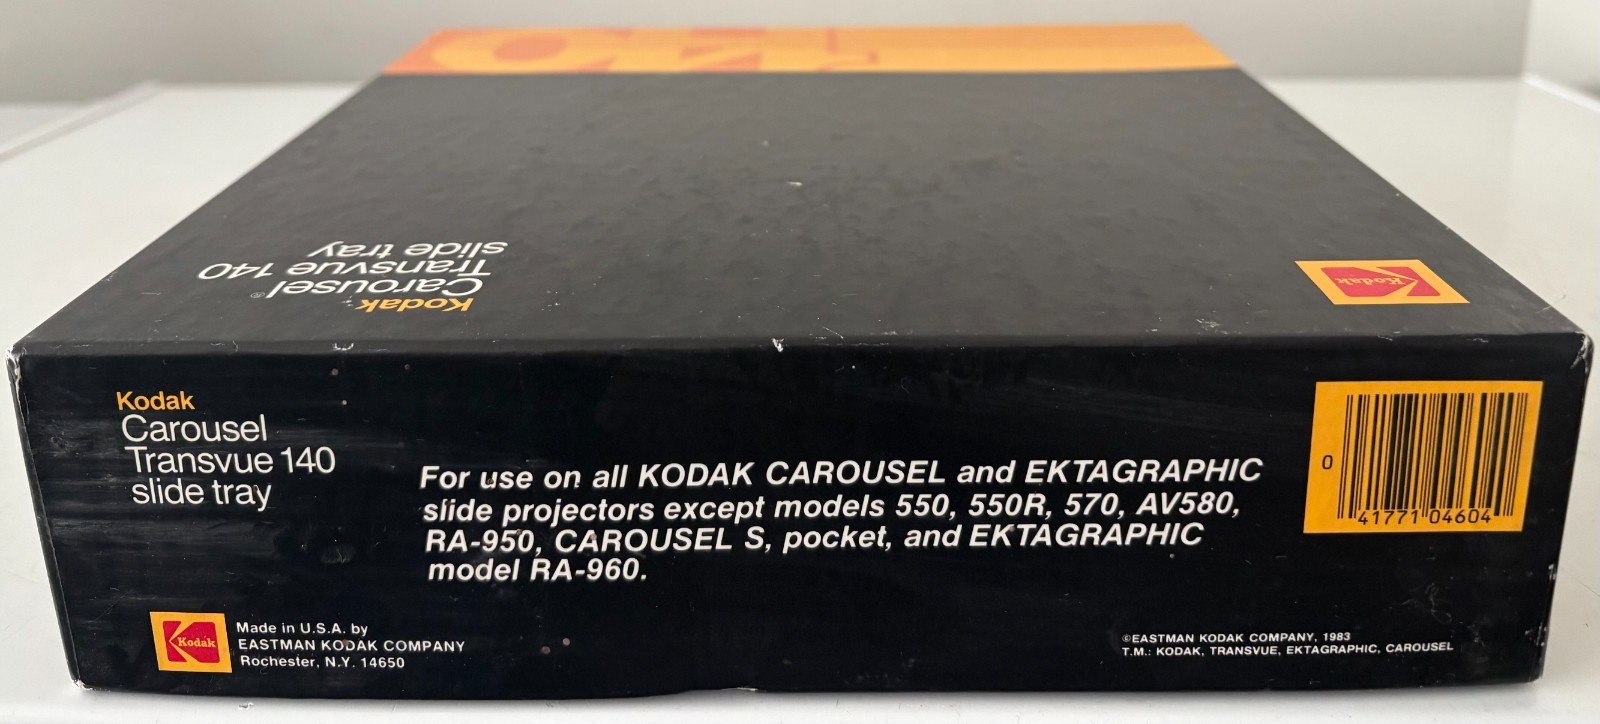 Kodak
Carousel®
Transvue 140
slide tray
Kodak
Kodak
Carousel
Transvue 140
slide tray
For use on all KODAK CAROUSEL and EKTAGRAPHIC
slide projectors except models 550, 550R, 570, AV580,
RA-950, CAROUSEL S, pocket, and EKTAGRAPHIC
model RA-960.
0
41771 04604
Kodak
Made in U.S.A. by
EASTMAN KODAK COMPANY
Rochester, N.Y. 14650
©EASTMAN KODAK COMPANY, 1983
T.M.: KODAK, TRANSVUE, EKTAGRAPHIC, CAROUSEL